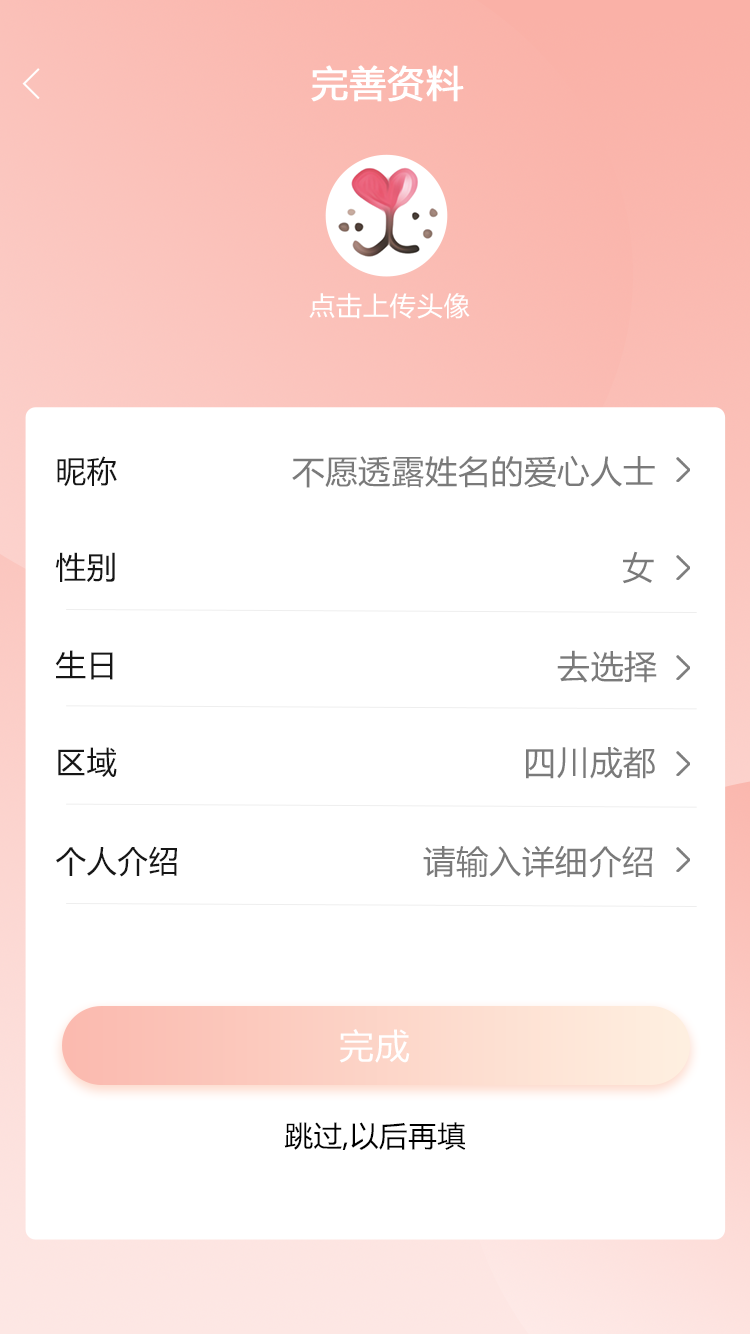 完善资料
点击上传头像
昵称 不愿透露姓名的爱心人士
性别 女
生日 去选择
区域 四川成都
个人介绍 请输入详细介绍
完成
跳过,以后再填